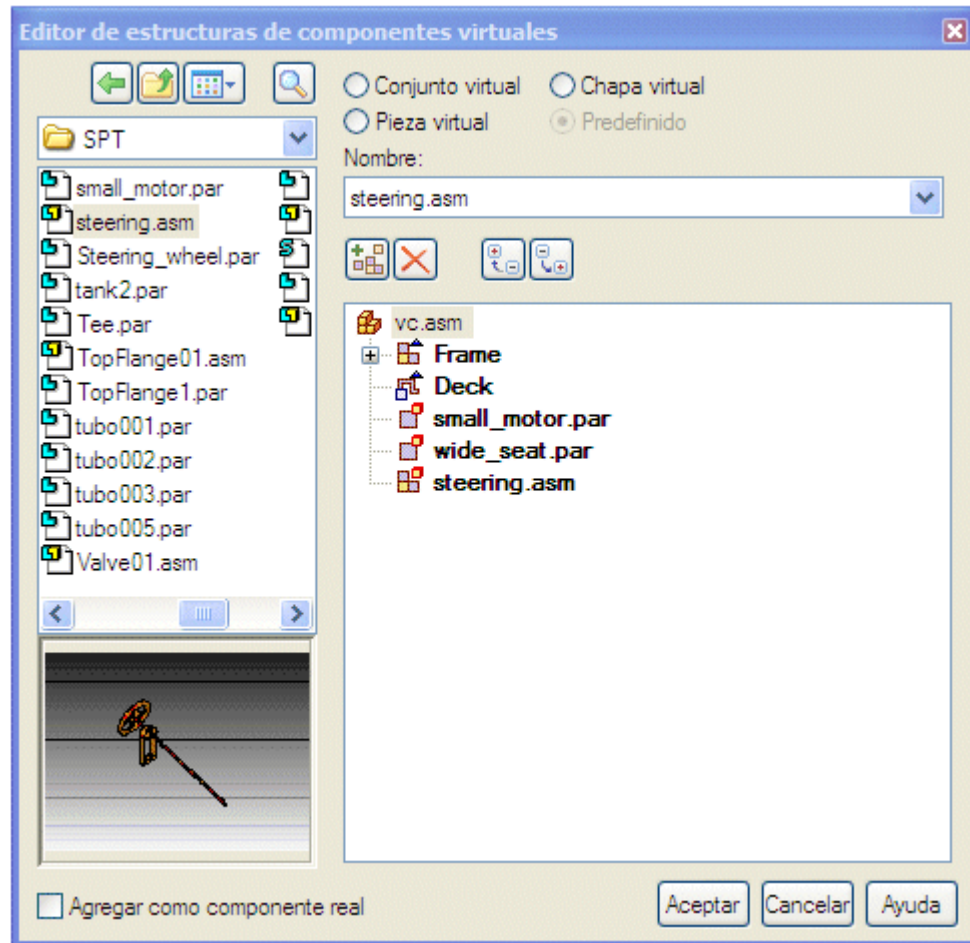 Editor de estructuras de componentes virtuales
SPT
small_motor.par
steering.asm
Steering_wheel.par
tank2.par
Tee.par
TopFlange01.asm
TopFlange1.par
tubo001.par
tubo002.par
tubo003.par
tubo005.par
Valve01.asm
Conjunto virtual
Chapa virtual
Pieza virtual
Predefinido
Nombre:
steering.asm
vc.asm
Frame
Deck
small_motor.par
wide_seat.par
steering.asm
Agregar como componente real
Aceptar
Cancelar
Ayuda